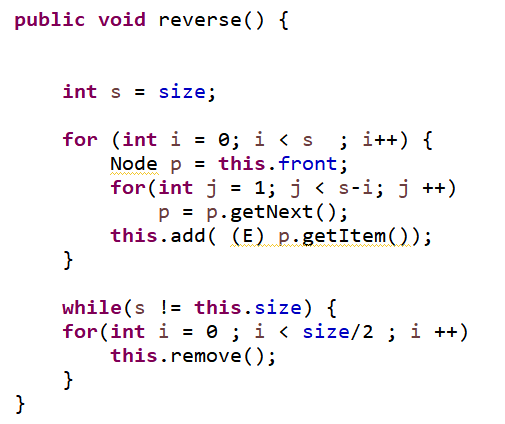 public void reverse() {
    int s = size;
    for (int i = 0; i < s  ; i++) {
        Node p = this.front;
        for(int j = 1; j < s-i; j ++)
            p = p.getNext();
        this.add( (E) p.getItem());
    }
    while(s != this.size) {
    for(int i = 0 ; i < size/2 ; i ++)
        this.remove();
    }
}